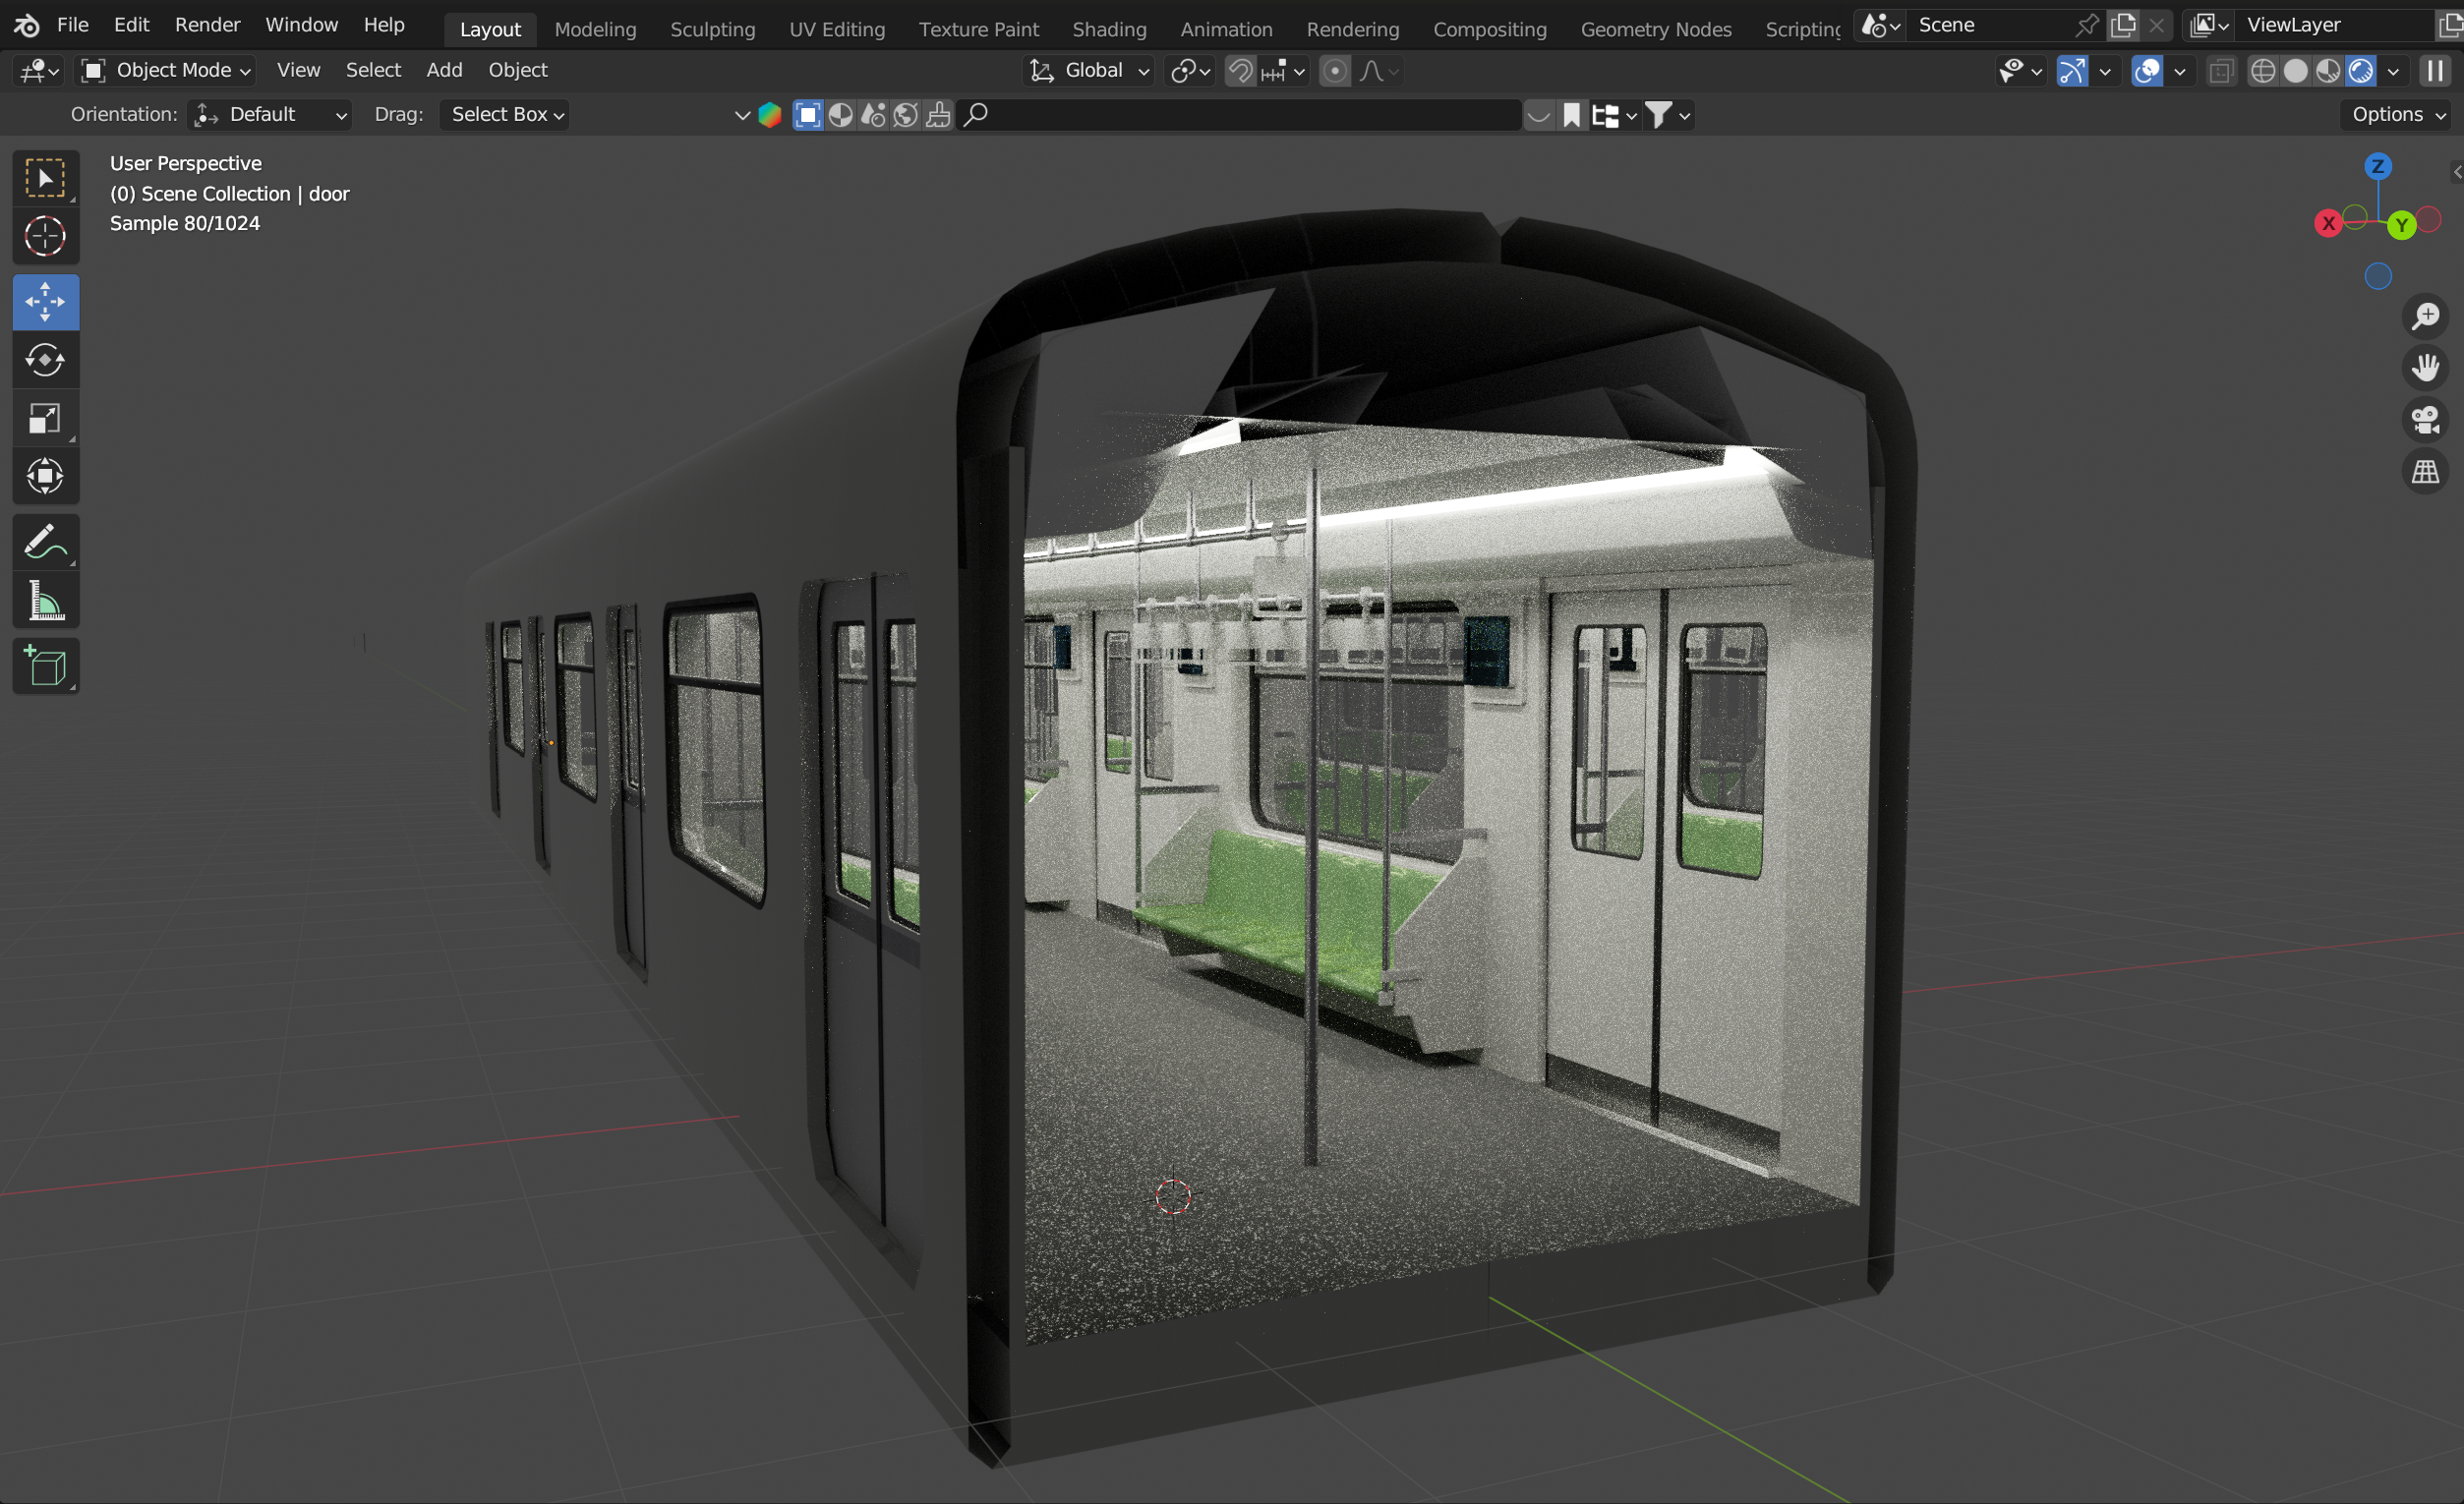 File Edit Render Window Help Layout Modeling Sculpting UV Editing Texture Paint Shading Animation Rendering Compositing Geometry Nodes Scripting Scene ViewLayer
Object Mode View Select Add Object Global
Orientation: Default Drag: Select Box Options
User Perspective
(0) Scene Collection | door
Sample 80/1024
Z
X Y